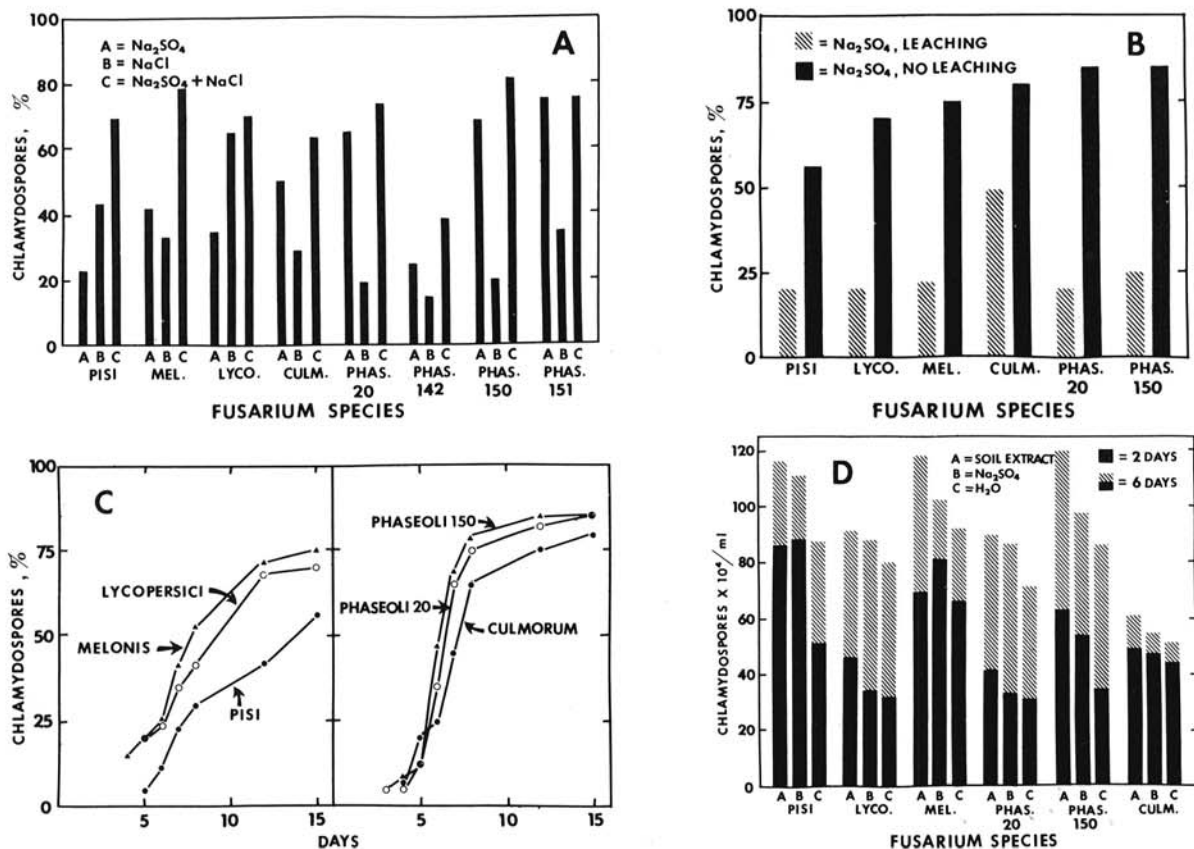 A
A = Na₂SO₄
B = NaCl
C = Na₂SO₄ + NaCl
CHLAMYDOSPORES, %
100
80
60
40
20
0
A B C A B C A B C A B C A B C A B C A B C A B C
PISI MEL. LYCO. CULM. PHAS. PHAS. PHAS. PHAS.
20 142 150 151
FUSARIUM SPECIES
B
= Na₂SO₄, LEACHING
= Na₂SO₄, NO LEACHING
CHLAMYDOSPORES, %
100
75
50
25
0
PISI LYCO. MEL. CULM. PHAS. PHAS.
20 150
FUSARIUM SPECIES
C
CHLAMYDOSPORES, %
100
75
50
25
0
LYCOPERSICI
MELONIS
PISI
PHASEOLI 150
PHASEOLI 20
CULMORUM
5 10 15 5 10 15
DAYS
D
A = SOIL EXTRACT
B = Na₂SO₄
C = H₂O
= 2 DAYS
= 6 DAYS
CHLAMYDOSPORES X 10⁴/ml
120
100
80
60
40
20
0
A B C A B C A B C A B C A B C A B C
PISI LYCO. MEL. PHAS. PHAS. CULM.
20 150
FUSARIUM SPECIES